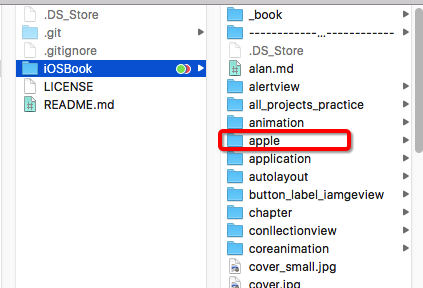 .DS_Store
.git
.gitignore
iOSBook
LICENSE
README.md
_book
------------...------------
.DS_Store
alan.md
alertview
all_projects_practice
animation
apple
application
autolayout
button_label_iamgeview
chapter
conllectionview
coreanimation
cover_small.jpg
cover.jpg